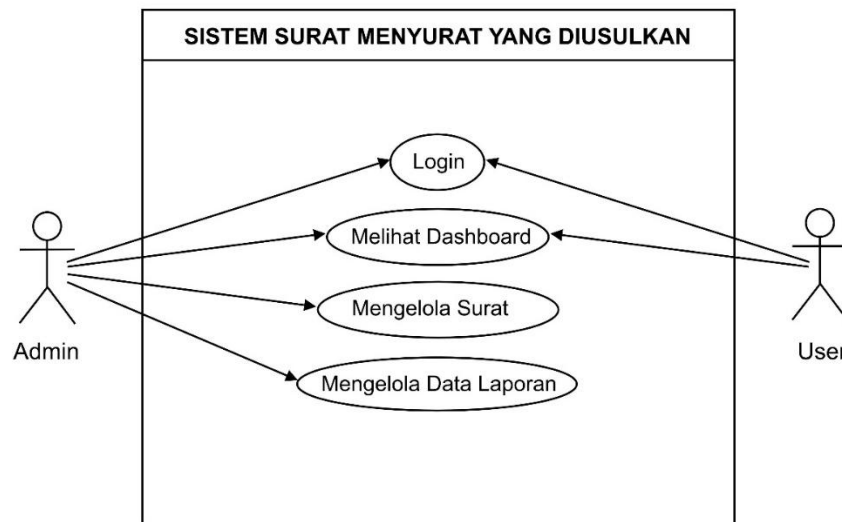 SISTEM SURAT MENYURAT YANG DIUSULKAN
Login
Melihat Dashboard
Mengelola Surat
Mengelola Data Laporan
Admin
User